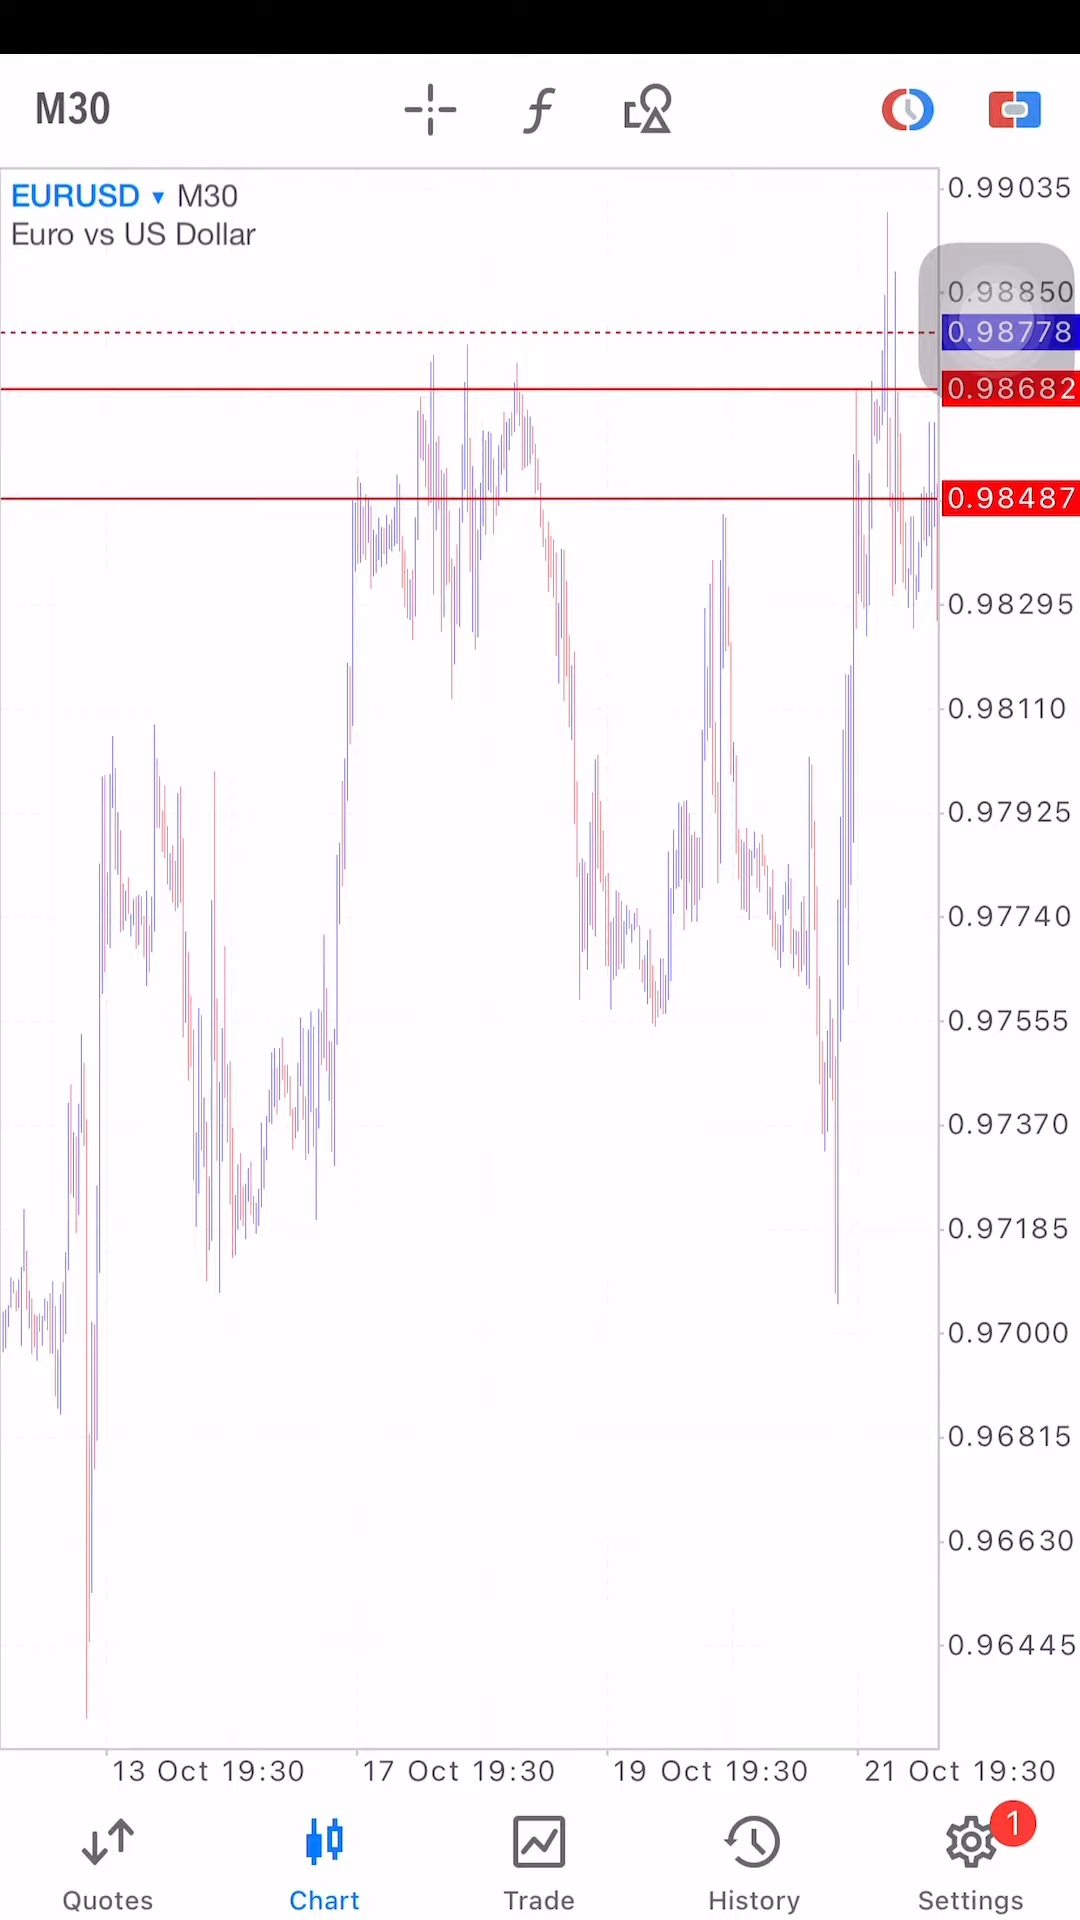 M30
EURUSD ▾ M30
Euro vs US Dollar
0.99035
0.98850
0.98778
0.98682
0.98487
0.98295
0.98110
0.97925
0.97740
0.97555
0.97370
0.97185
0.97000
0.96815
0.96630
0.96445
13 Oct 19:30
17 Oct 19:30
19 Oct 19:30
21 Oct 19:30
1
Quotes
Chart
Trade
History
Settings